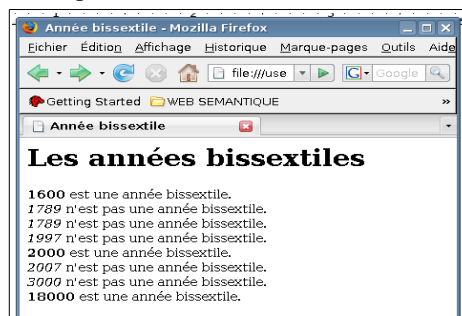 Année bissextile - Mozilla Firefox
Fichier Édition Affichage Historique Marque-pages Outils Aide
file:///use Google
Getting Started WEB SEMANTIQUE »
Année bissextile
Les années bissextiles
1600 est une année bissextile.
1789 n'est pas une année bissextile.
1789 n'est pas une année bissextile.
1997 n'est pas une année bissextile.
2000 est une année bissextile.
2007 n'est pas une année bissextile.
3000 n'est pas une année bissextile.
18000 est une année bissextile.